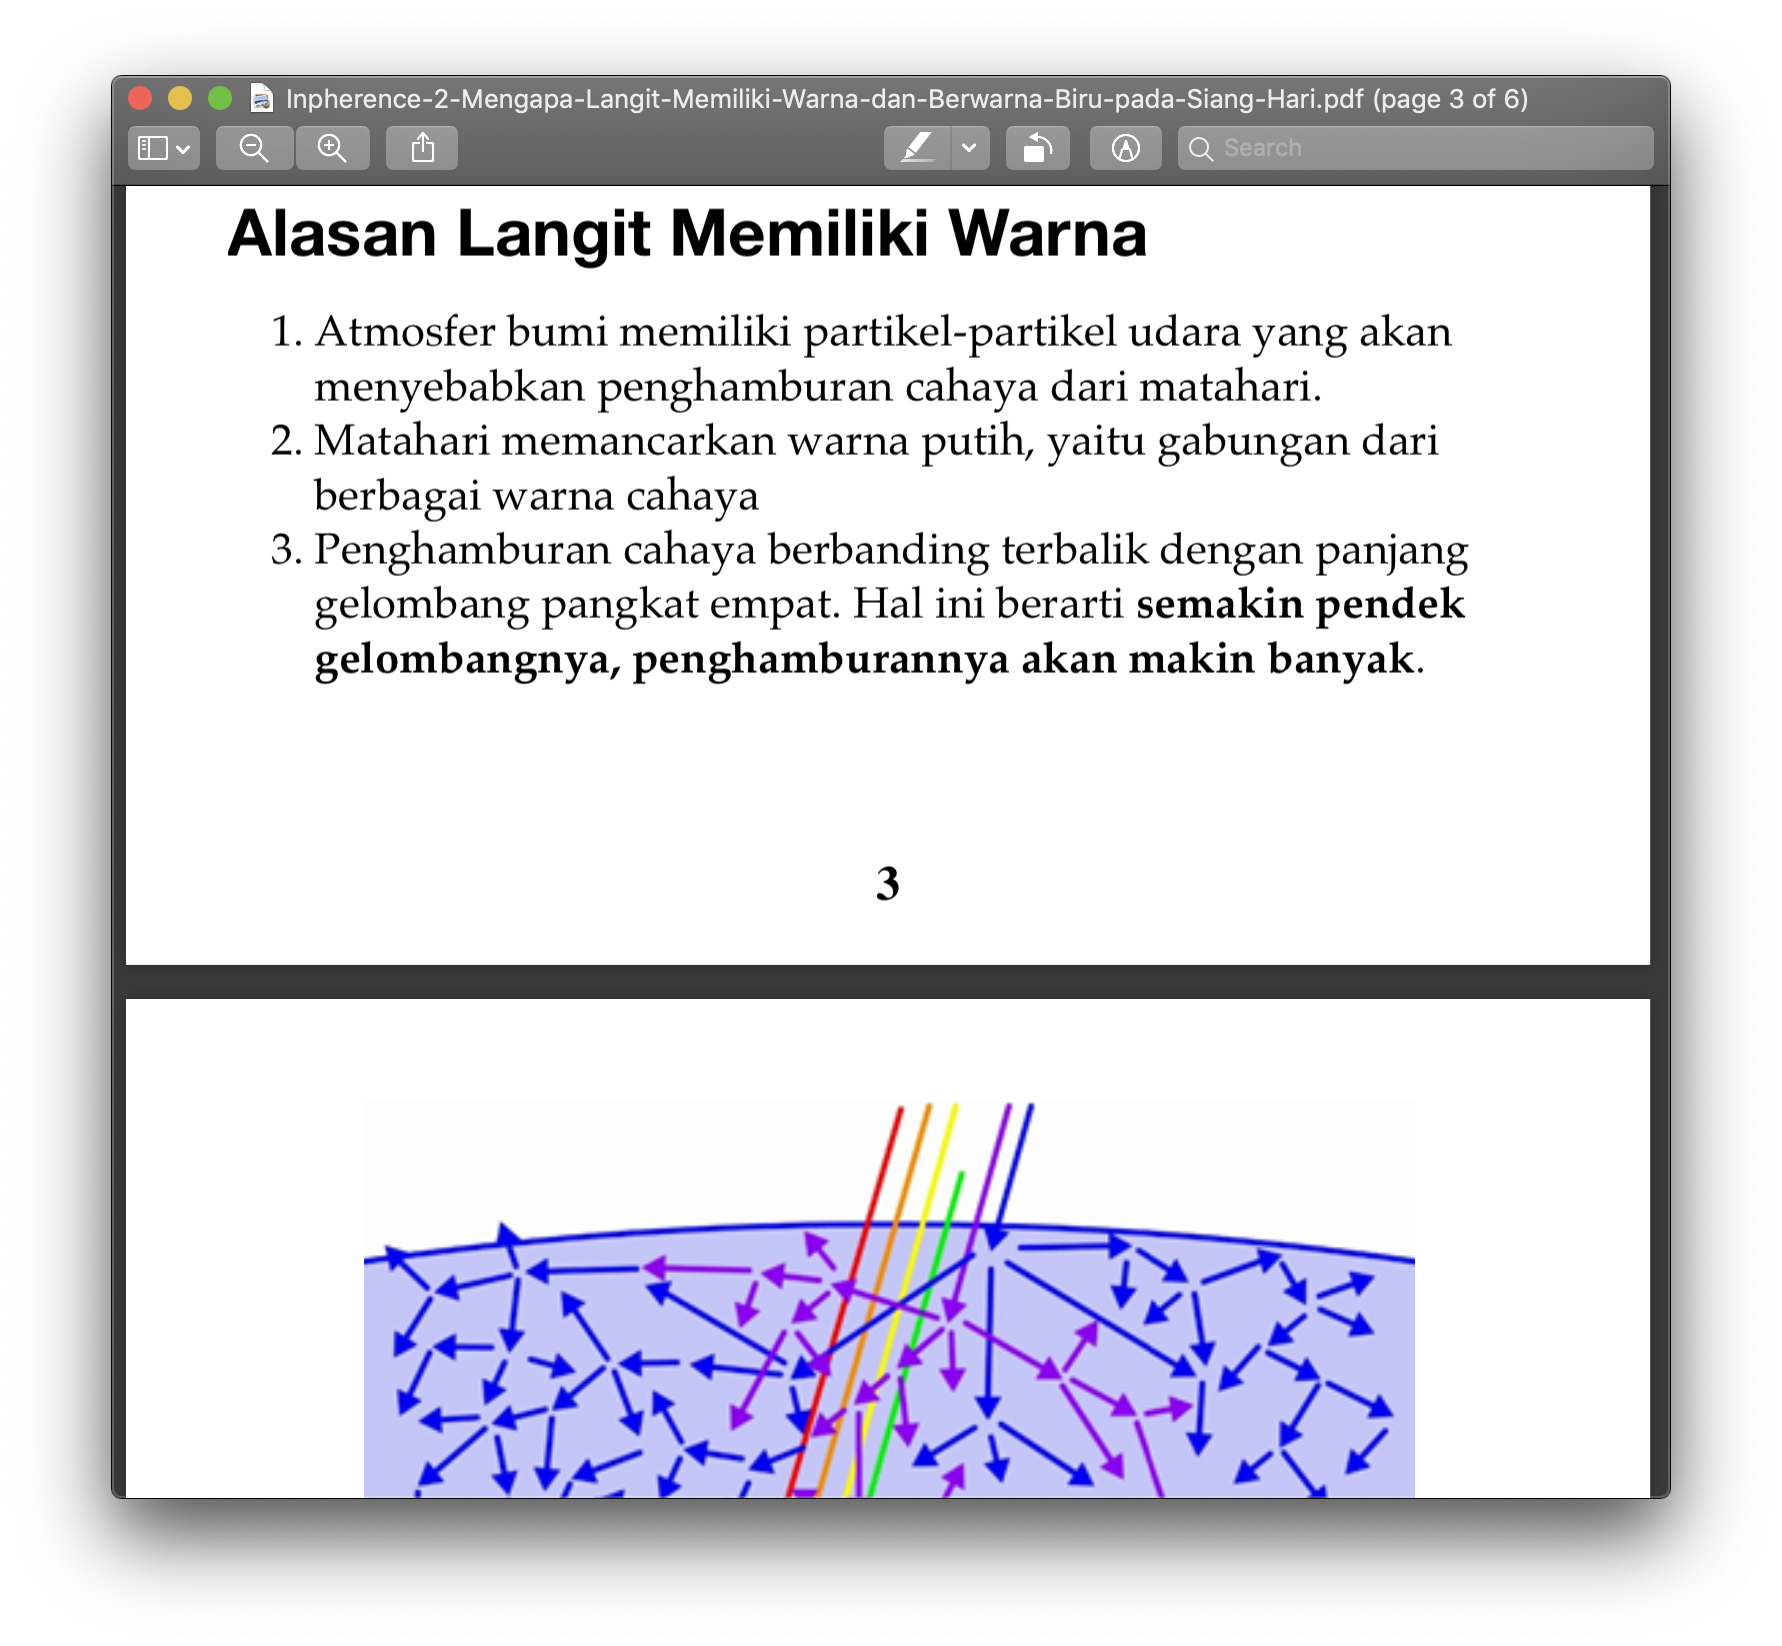 Inpherence-2-Mengapa-Langit-Memiliki-Warna-dan-Berwarna-Biru-pada-Siang-Hari.pdf (page 3 of 6)
Search
Alasan Langit Memiliki Warna
1. Atmosfer bumi memiliki partikel-partikel udara yang akan
menyebabkan penghamburan cahaya dari matahari.
2. Matahari memancarkan warna putih, yaitu gabungan dari
berbagai warna cahaya
3. Penghamburan cahaya berbanding terbalik dengan panjang
gelombang pangkat empat. Hal ini berarti semakin pendek
gelombangnya, penghamburannya akan makin banyak.
3